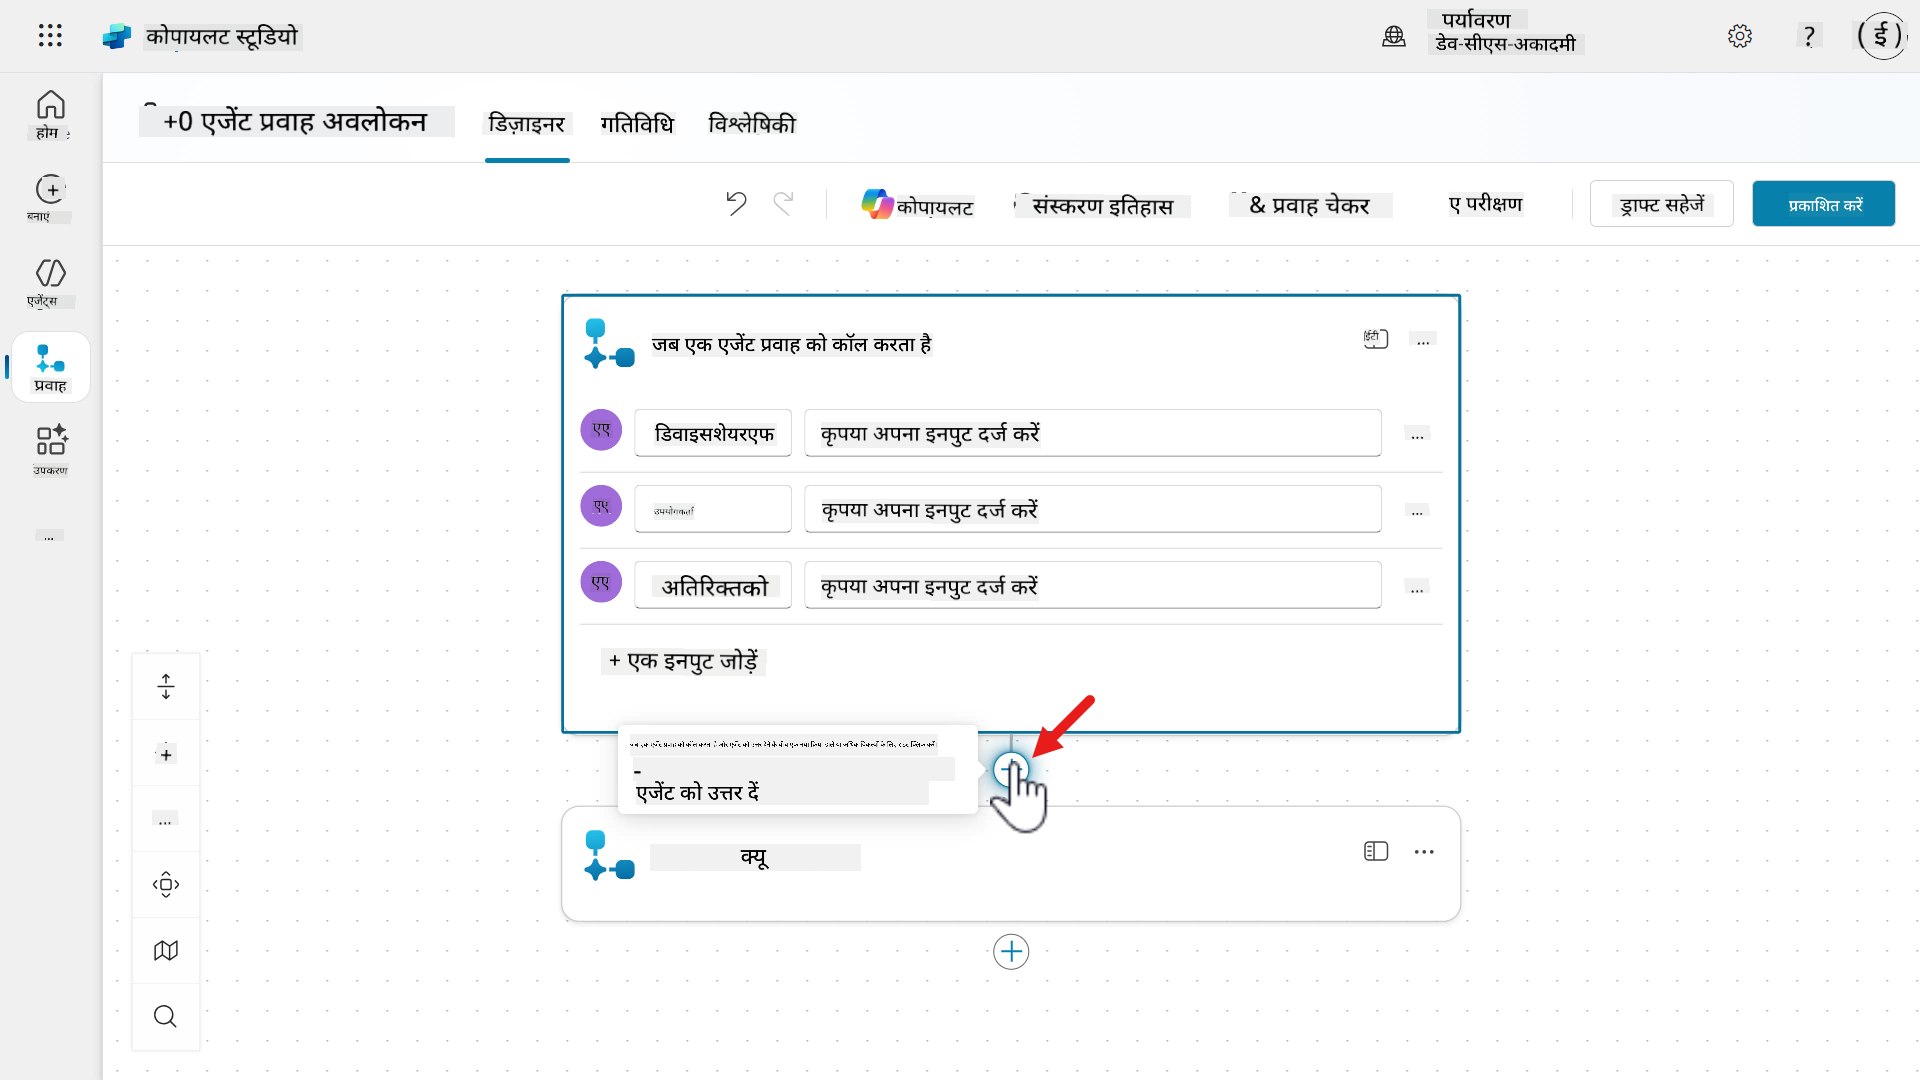 कोपायलट स्टूडियो
पर्यावरण
डेव-सीएस-अकादमी
?
( ई )
होम
बनाएं
एजेंट्स
प्रवाह
उपकरण
...
+0 एजेंट प्रवाह अवलोकन
डिज़ाइनर
गतिविधि
विश्लेषिकी
कोपायलट
संस्करण इतिहास
& प्रवाह चेकर
ए परीक्षण
ड्राफ्ट सहेजें
प्रकाशित करें
जब एक एजेंट प्रवाह को कॉल करता है
...
एए
डिवाइसशेयरएफ
कृपया अपना इनपुट दर्ज करें
...
एए
उपयोगकर्ता
कृपया अपना इनपुट दर्ज करें
...
एए
अतिरिक्तको
कृपया अपना इनपुट दर्ज करें
...
+ एक इनपुट जोड़ें
-
एजेंट को उत्तर दें
क्यू
+
...